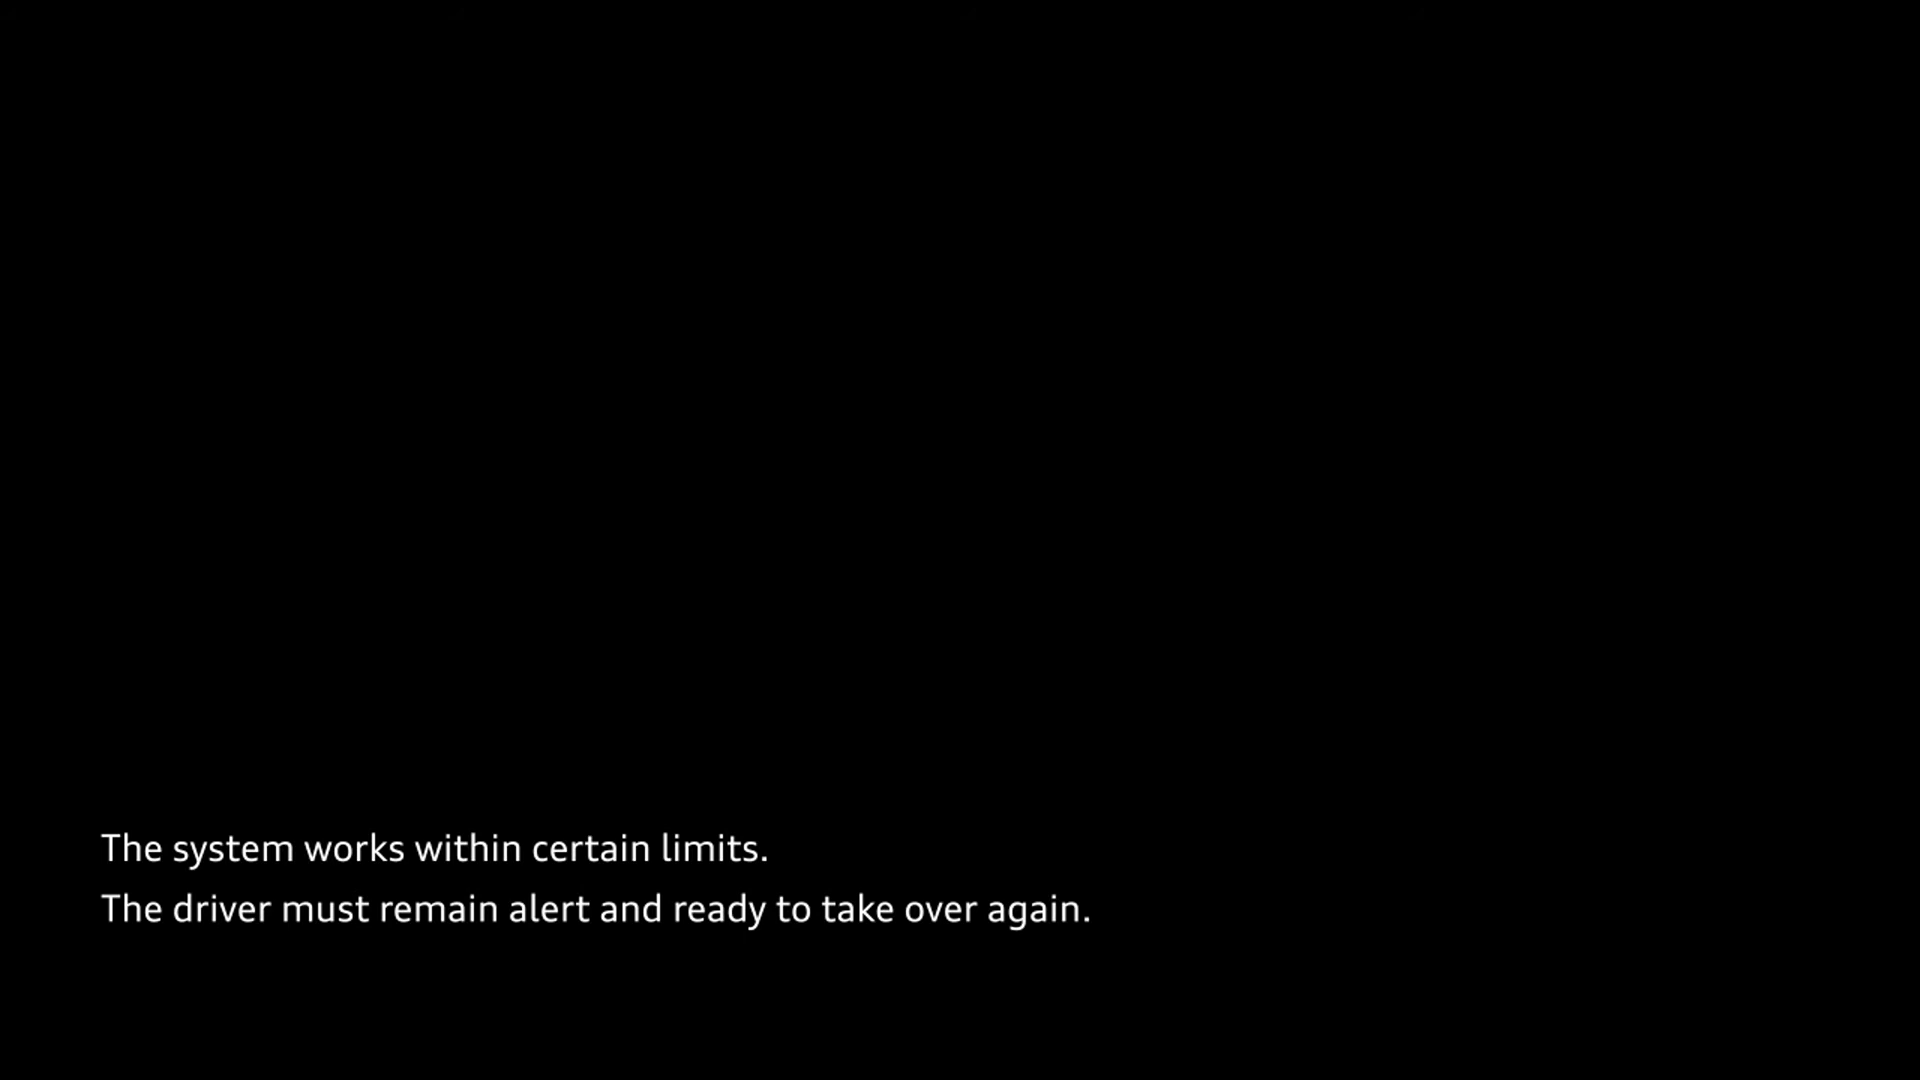 The system works within certain limits.
The driver must remain alert and ready to take over again.